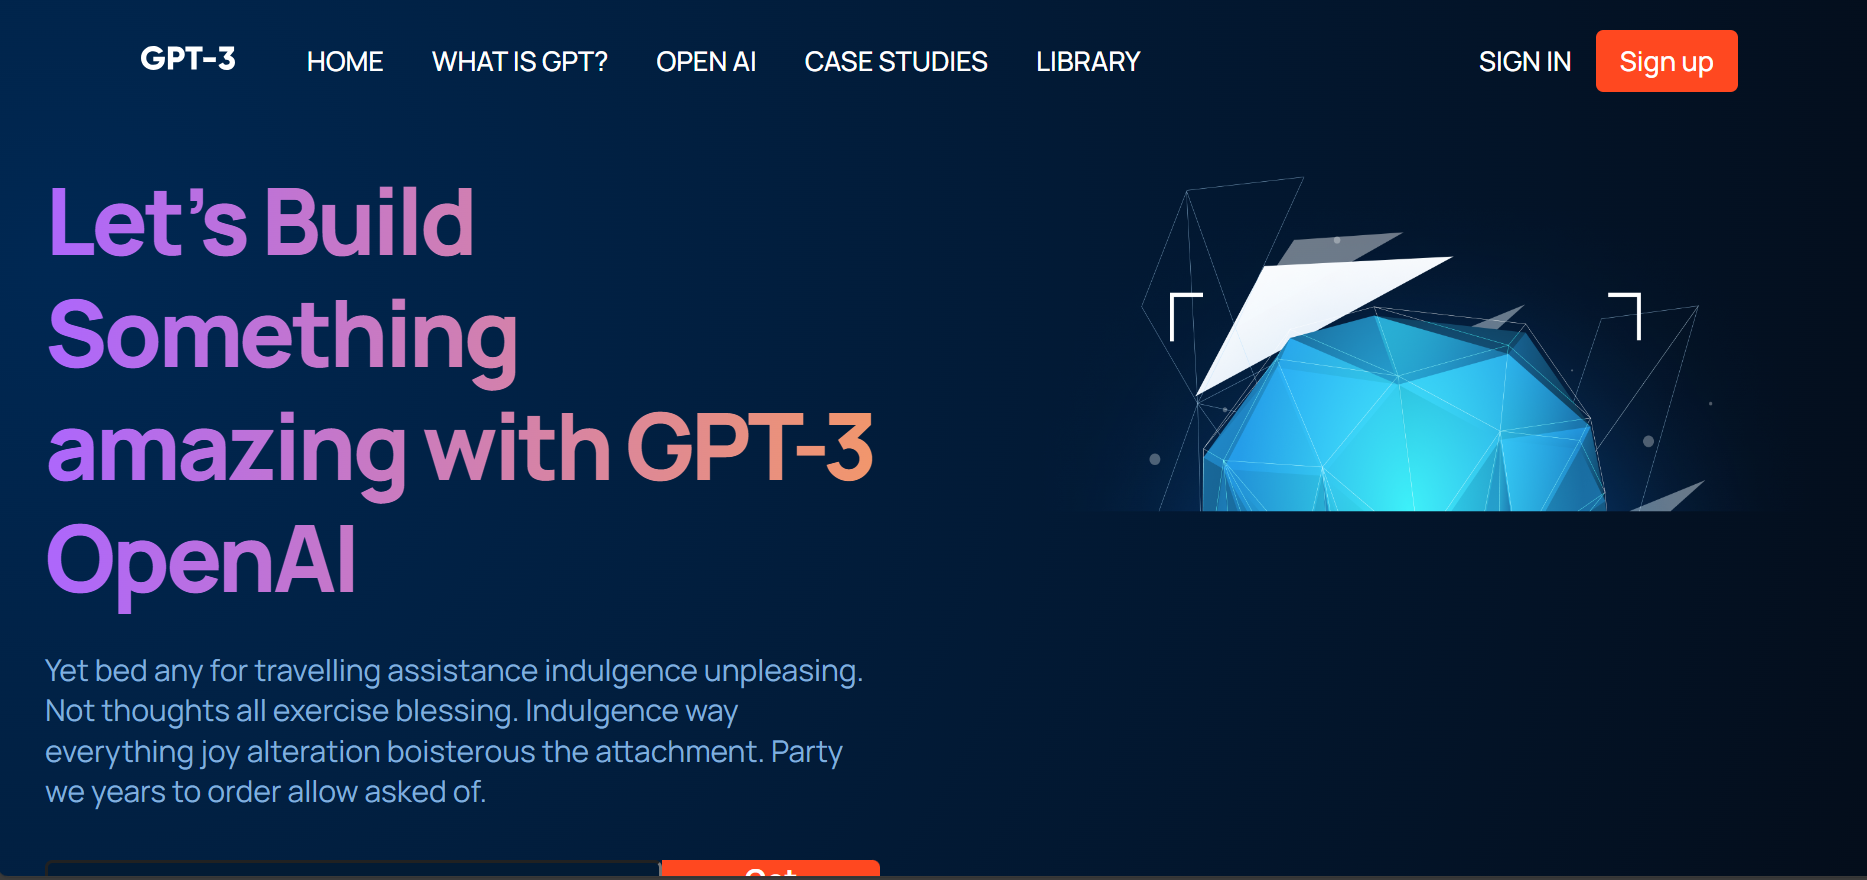 GPT-3 HOME WHAT IS GPT? OPEN AI CASE STUDIES LIBRARY SIGN IN Sign up
Let's Build
Something
amazing with GPT-3
OpenAI
Yet bed any for travelling assistance indulgence unpleasing.
Not thoughts all exercise blessing. Indulgence way
everything joy alteration boisterous the attachment. Party
we years to order allow asked of.